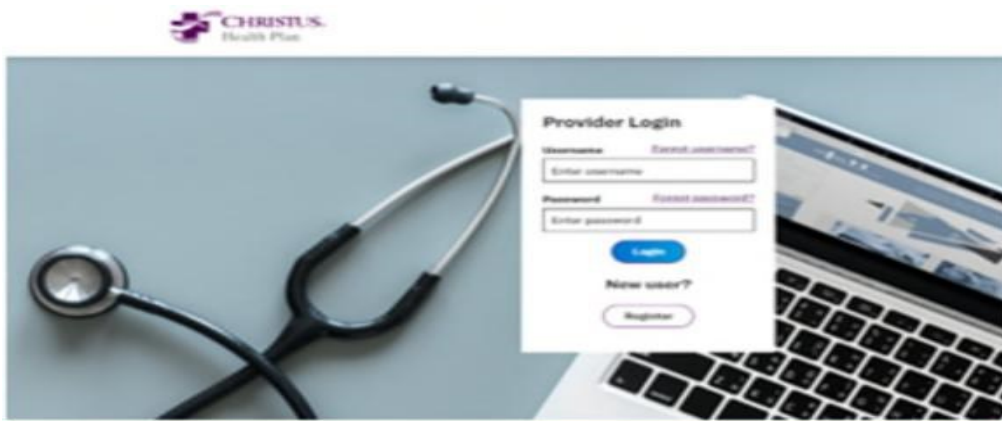 CHRISTUS.
Health Plan
Provider Login
Username Forgot username?
Enter username
Password Forgot password?
Enter password
Login
New user?
Register